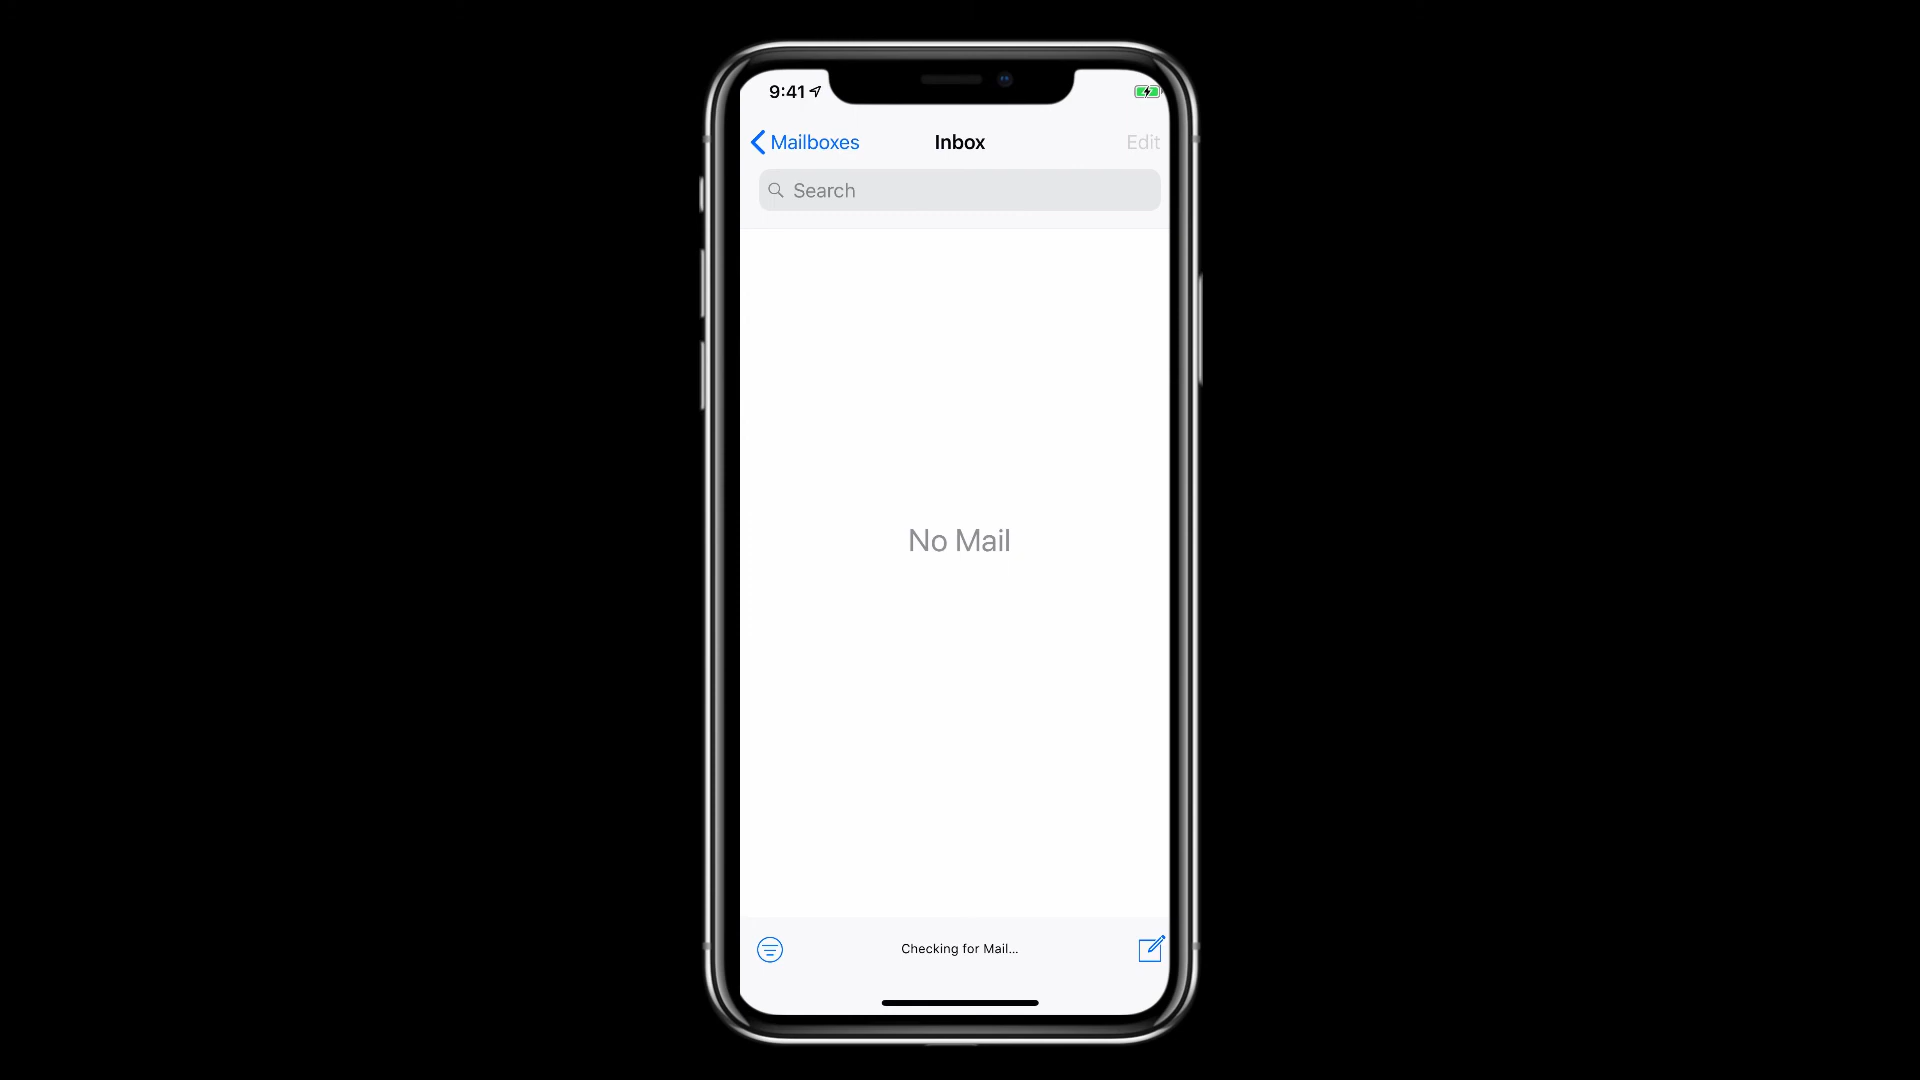 9:41
Mailboxes
Inbox
Edit
Search
No Mail
Checking for Mail...